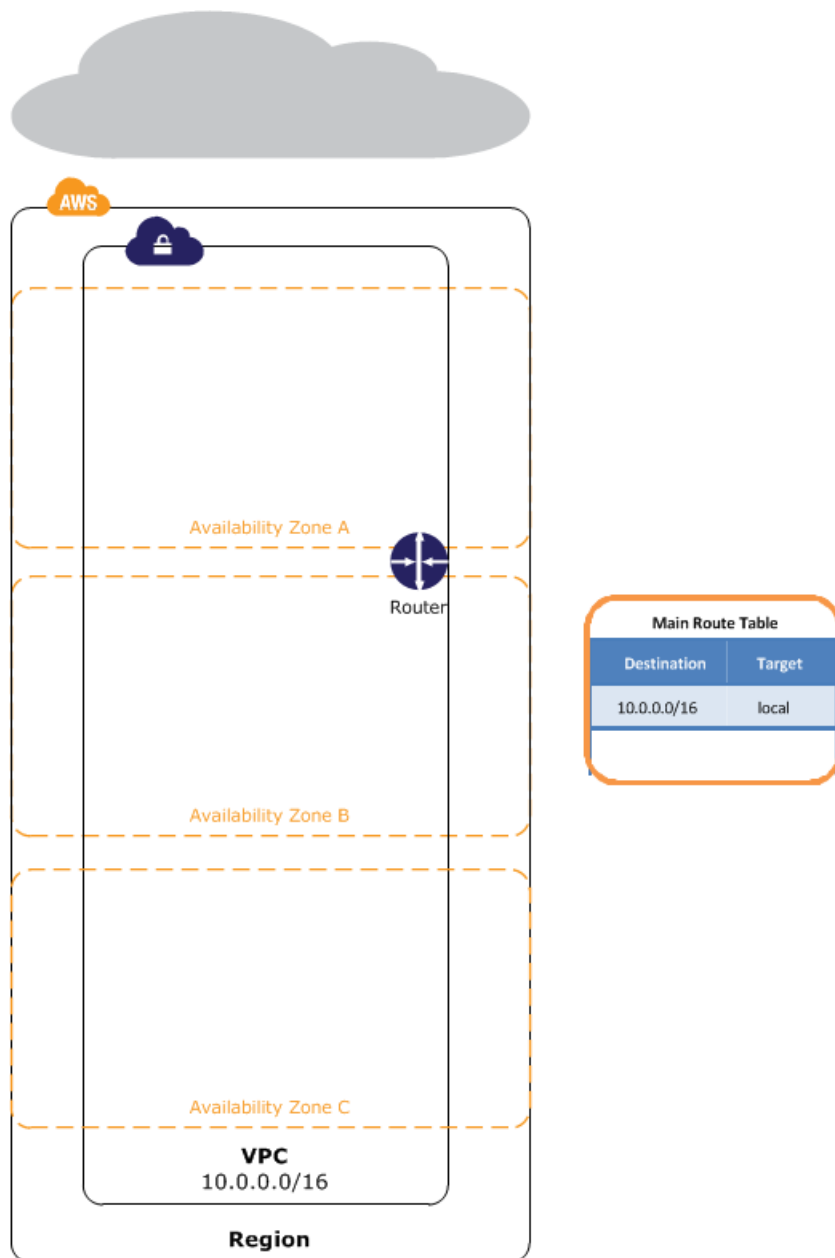 AWS
Availability Zone A
Router
Main Route Table
Destination Target
10.0.0.0/16 local
Availability Zone B
Availability Zone C
VPC
10.0.0.0/16
Region